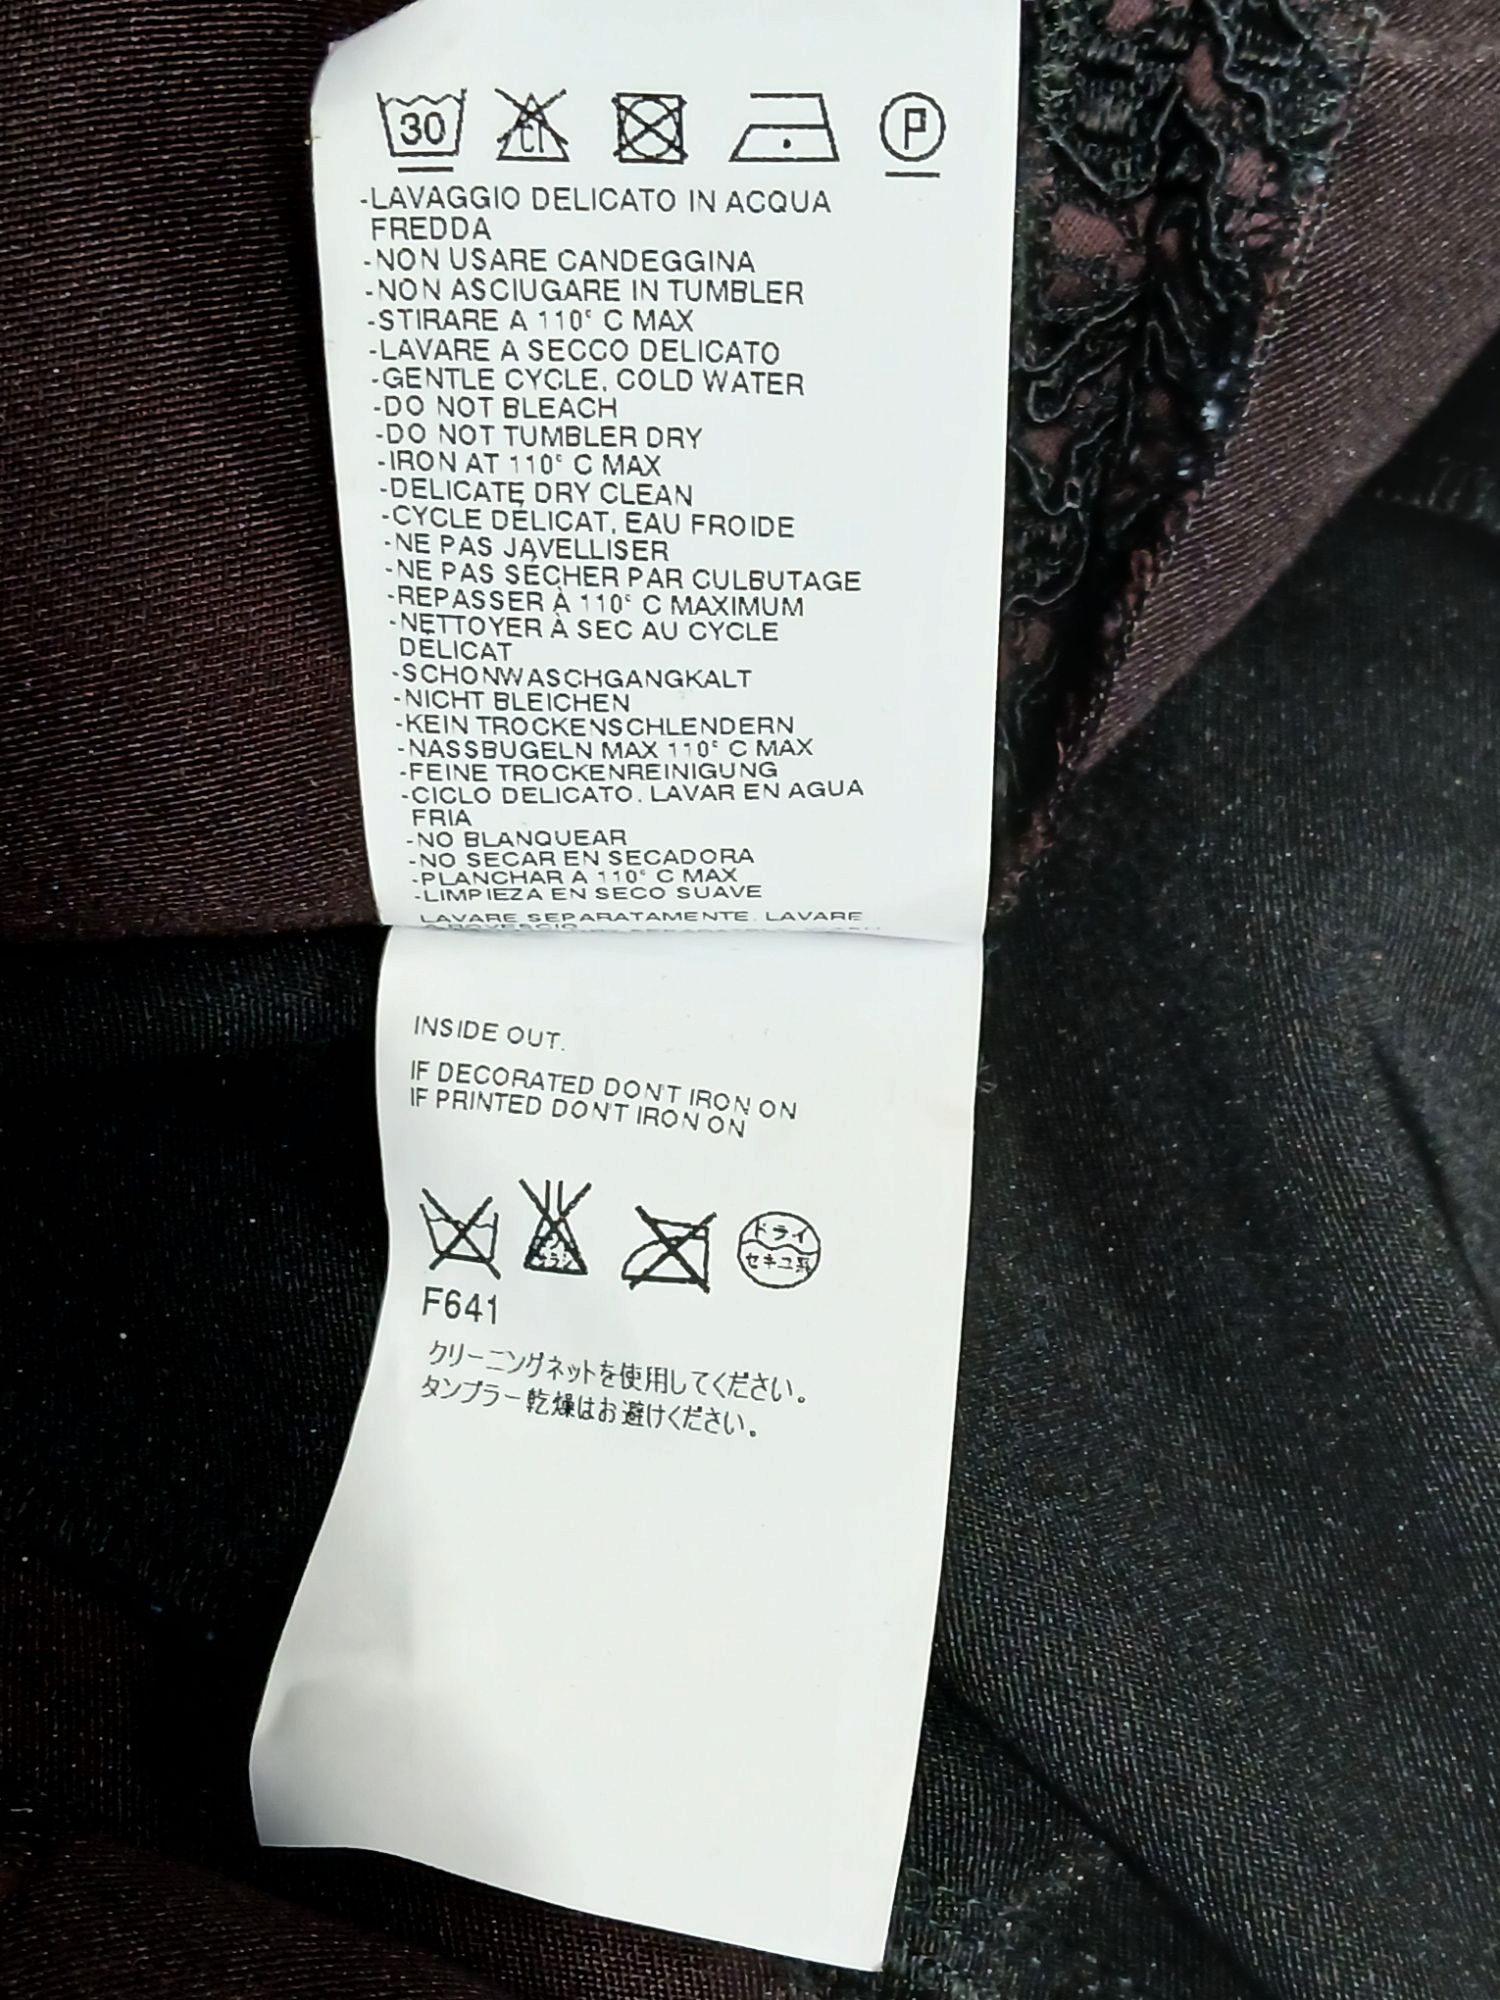 30 Cl P
-LAVAGGIO DELICATO IN ACQUA
FREDDA
-NON USARE CANDEGGINA
-NON ASCIUGARE IN TUMBLER
-STIRARE A 110° C MAX
-LAVARE A SECCO DELICATO
-GENTLE CYCLE, COLD WATER
-DO NOT BLEACH
-DO NOT TUMBLER DRY
-IRON AT 110° C MAX
-DELICATE DRY CLEAN
-CYCLE DÉLICAT, EAU FROIDE
-NE PAS JAVELLISER
-NE PAS SÉCHER PAR CULBUTAGE
-REPASSER À 110° C MAXIMUM
-NETTOYER À SEC AU CYCLE
DÉLICAT
-SCHONWASCHGANGKALT
-NICHT BLEICHEN
-KEIN TROCKENSCHLENDERN
-NASSBUGELN MAX 110° C MAX
-FEINE TROCKENREINIGUNG
-CICLO DELICATO. LAVAR EN AGUA
FRIA
-NO BLANQUEAR
-NO SECAR EN SECADORA
-PLANCHAR A 110° C MAX
-LIMPIEZA EN SECO SUAVE
LAVARE SEPARATAMENTE. LAVARE
INSIDE OUT.
IF DECORATED DON'T IRON ON
IF PRINTED DON'T IRON ON
ドライ
セキユ系
F641
クリーニングネットを使用してください。
タンブラー乾燥はお避けください。